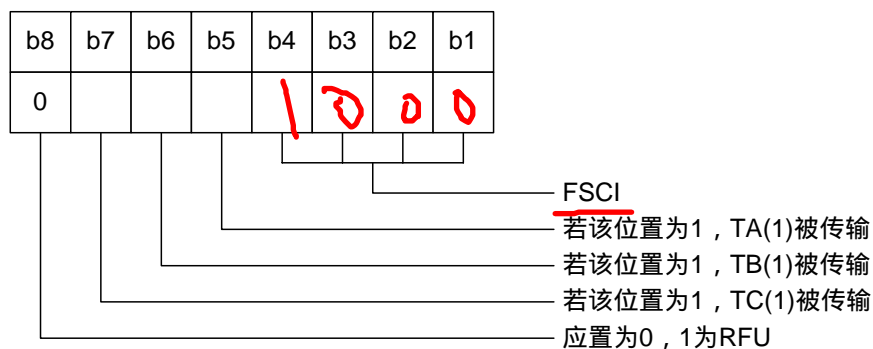 b8 b7 b6 b5 b4 b3 b2 b1
0 1 0 0 0
FSCI
若该位置为1，TA(1)被传输
若该位置为1，TB(1)被传输
若该位置为1，TC(1)被传输
应置为0，1为RFU